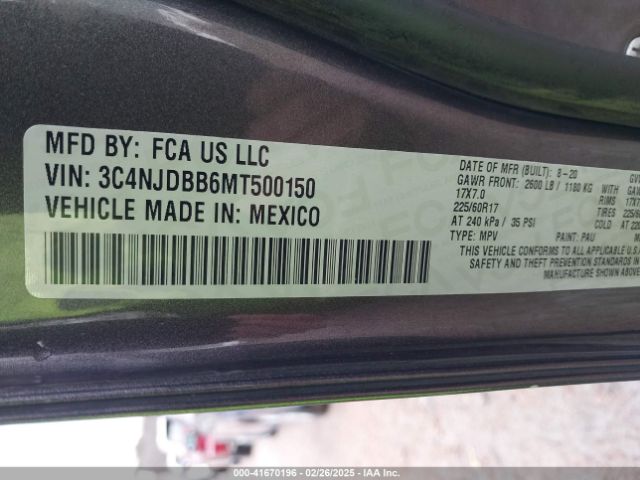 MFD BY: FCA US LLC
VIN: 3C4NJDBB6MT500150
VEHICLE MADE IN: MEXICO
DATE OF MFR (BUILT): 8-20
GAWR FRONT: 2600 LB / 1180 KG WITH
17X7.0 RIMS
225/60R17 TIRES
AT 240 kPa / 35 PSI COLD
TYPE: MPV PAINT: PAU
THIS VEHICLE CONFORMS TO ALL APPLICABLE U.S.
SAFETY AND THEFT PREVENTION STANDARDS IN
MANUFACTURE SHOWN ABOVE
000-41670196 - 02/26/2025 - IAA Inc.